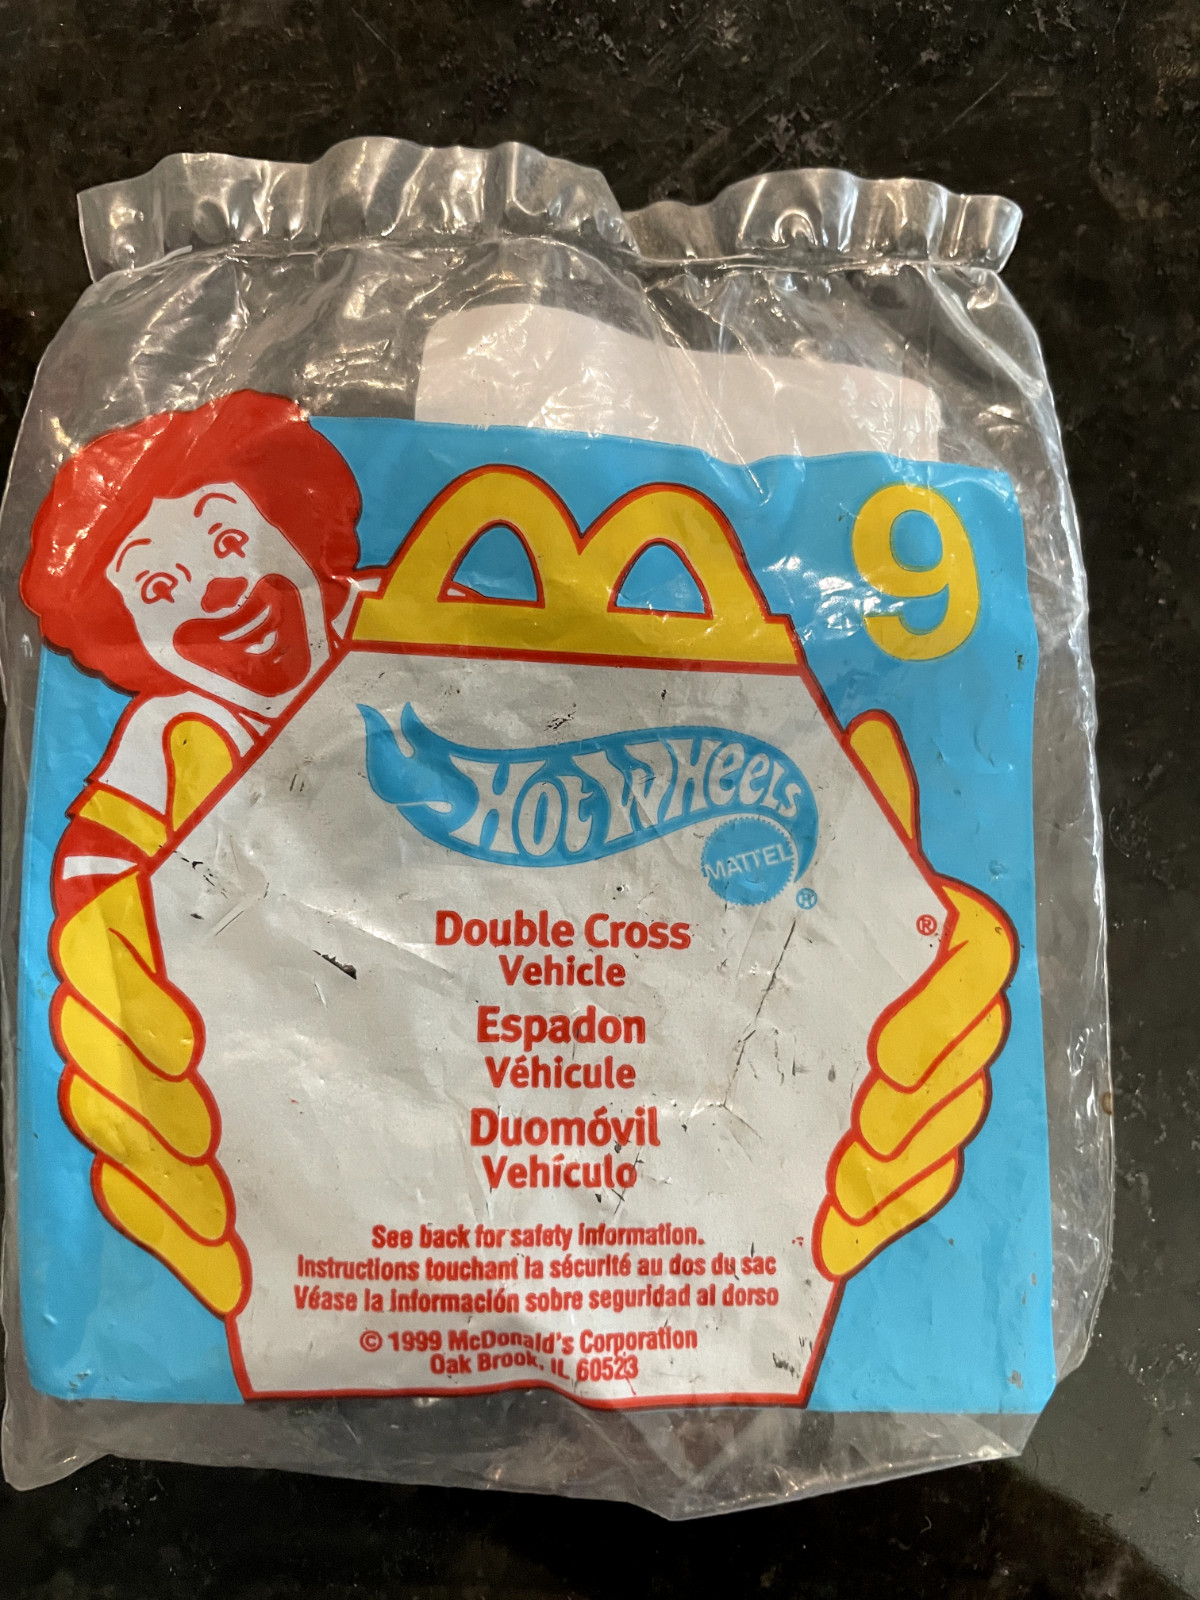 9
Hot Wheels
MATTEL
®
Double Cross
Vehicle
®
Espadon
Véhicule
Duomóvil
Vehículo
See back for safety information.
Instructions touchant la sécurité au dos du sac
Véase la información sobre seguridad al dorso
© 1999 McDonald's Corporation
Oak Brook, IL 60523